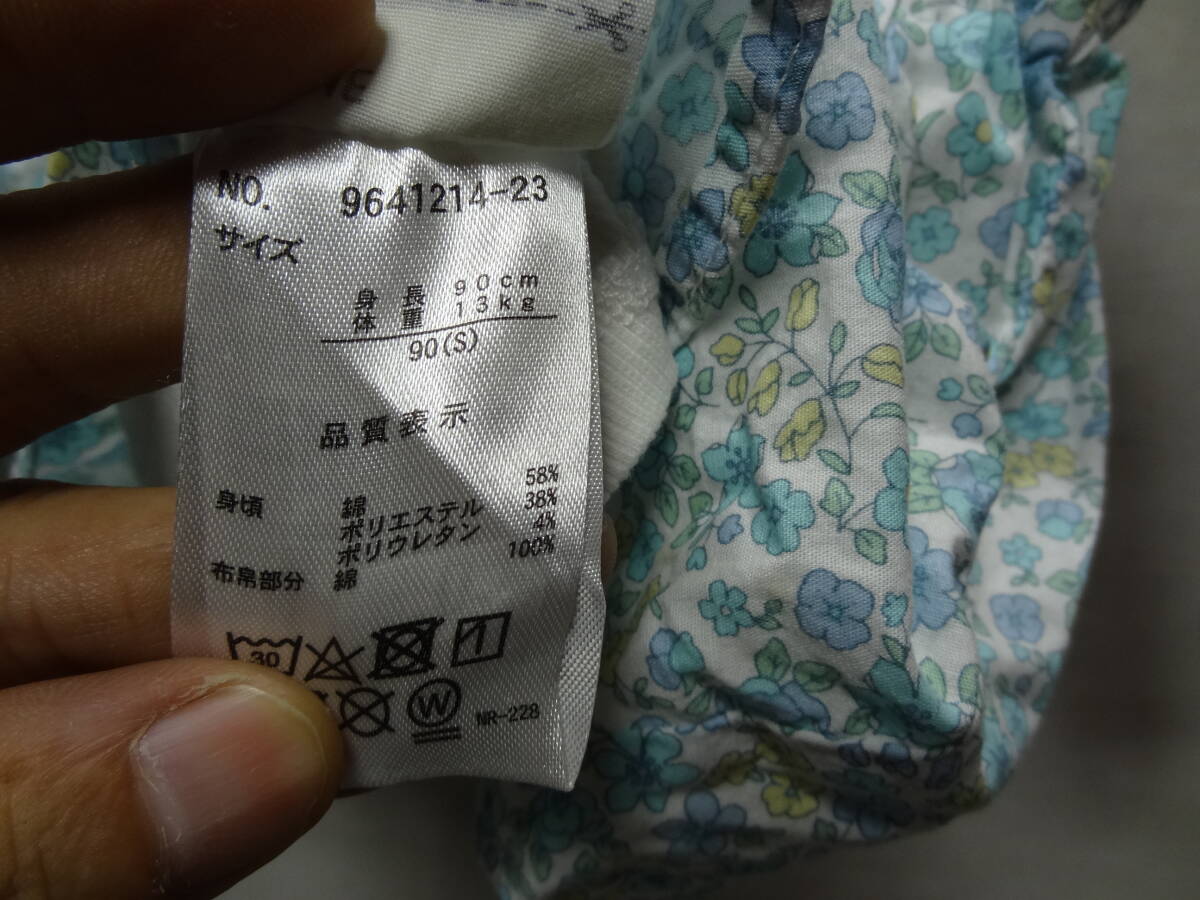 NO. 9641214-23
サイズ
身長 90cm
体重 13kg
90(S)
品質表示
身頃 綿 58%
ポリエステル 38%
ポリウレタン 4%
布帛部分 綿 100%
30
W
NR-228